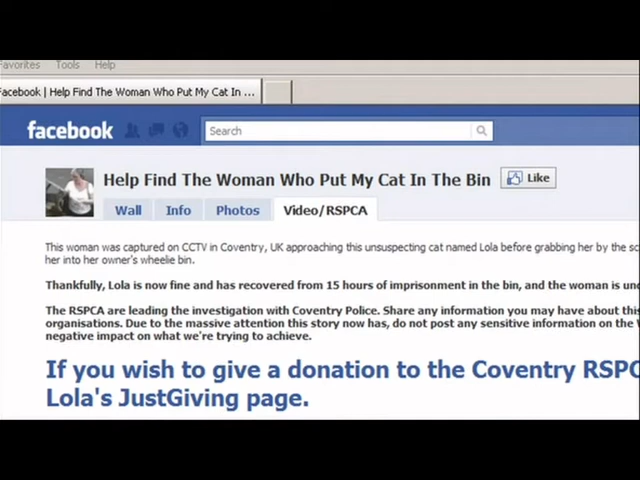 Favorites Tools Help
Facebook | Help Find The Woman Who Put My Cat In ...
facebook Search
Help Find The Woman Who Put My Cat In The Bin Like
Wall Info Photos Video/RSPCA
This woman was captured on CCTV in Coventry, UK approaching this unsuspecting cat named Lola before grabbing her by the
her into her owner's wheelie bin.
Thankfully, Lola is now fine and has recovered from 15 hours of imprisonment in the bin, and the woman is
The RSPCA are leading the investigation with Coventry Police. Share any information you may have about
organisations. Due to the massive attention this story now has, do not post any sensitive information on the
negative impact on what we're trying to achieve.
If you wish to give a donation to the Coventry RSPC
Lola's JustGiving page.